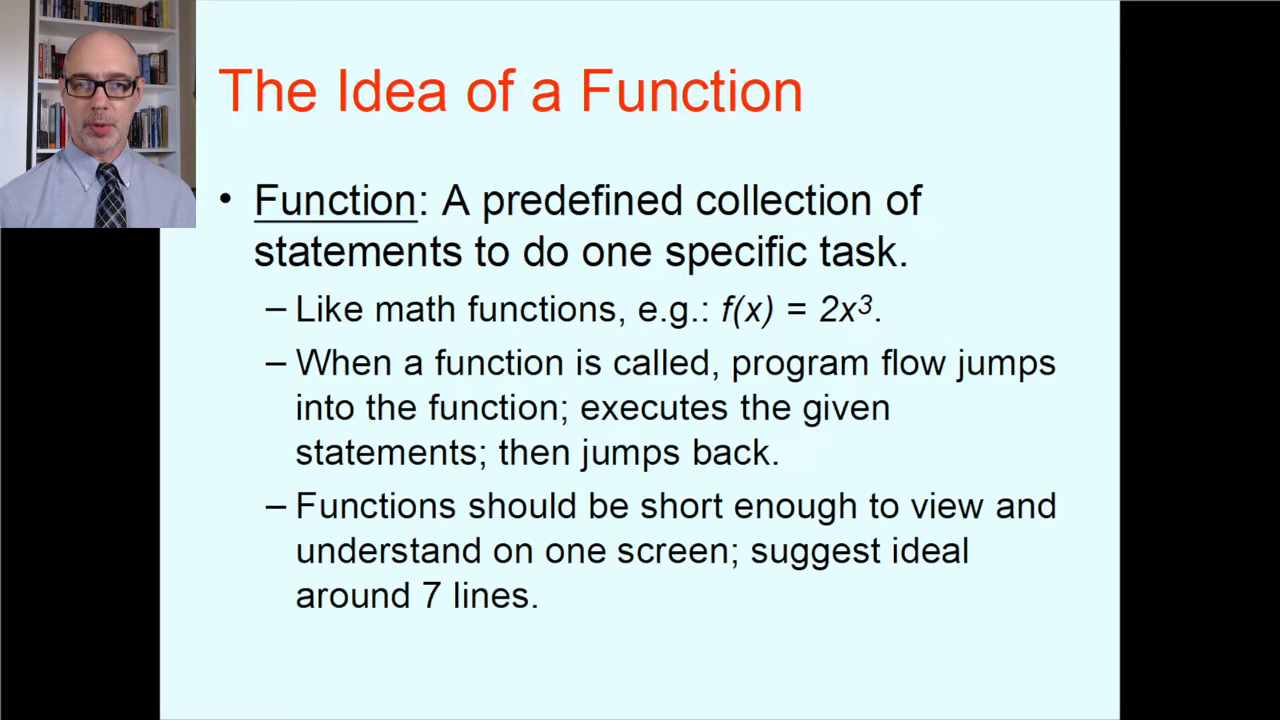 The Idea of a Function
• Function: A predefined collection of
statements to do one specific task.
– Like math functions, e.g.: f(x) = 2x³.
– When a function is called, program flow jumps
into the function; executes the given
statements; then jumps back.
– Functions should be short enough to view and
understand on one screen; suggest ideal
around 7 lines.